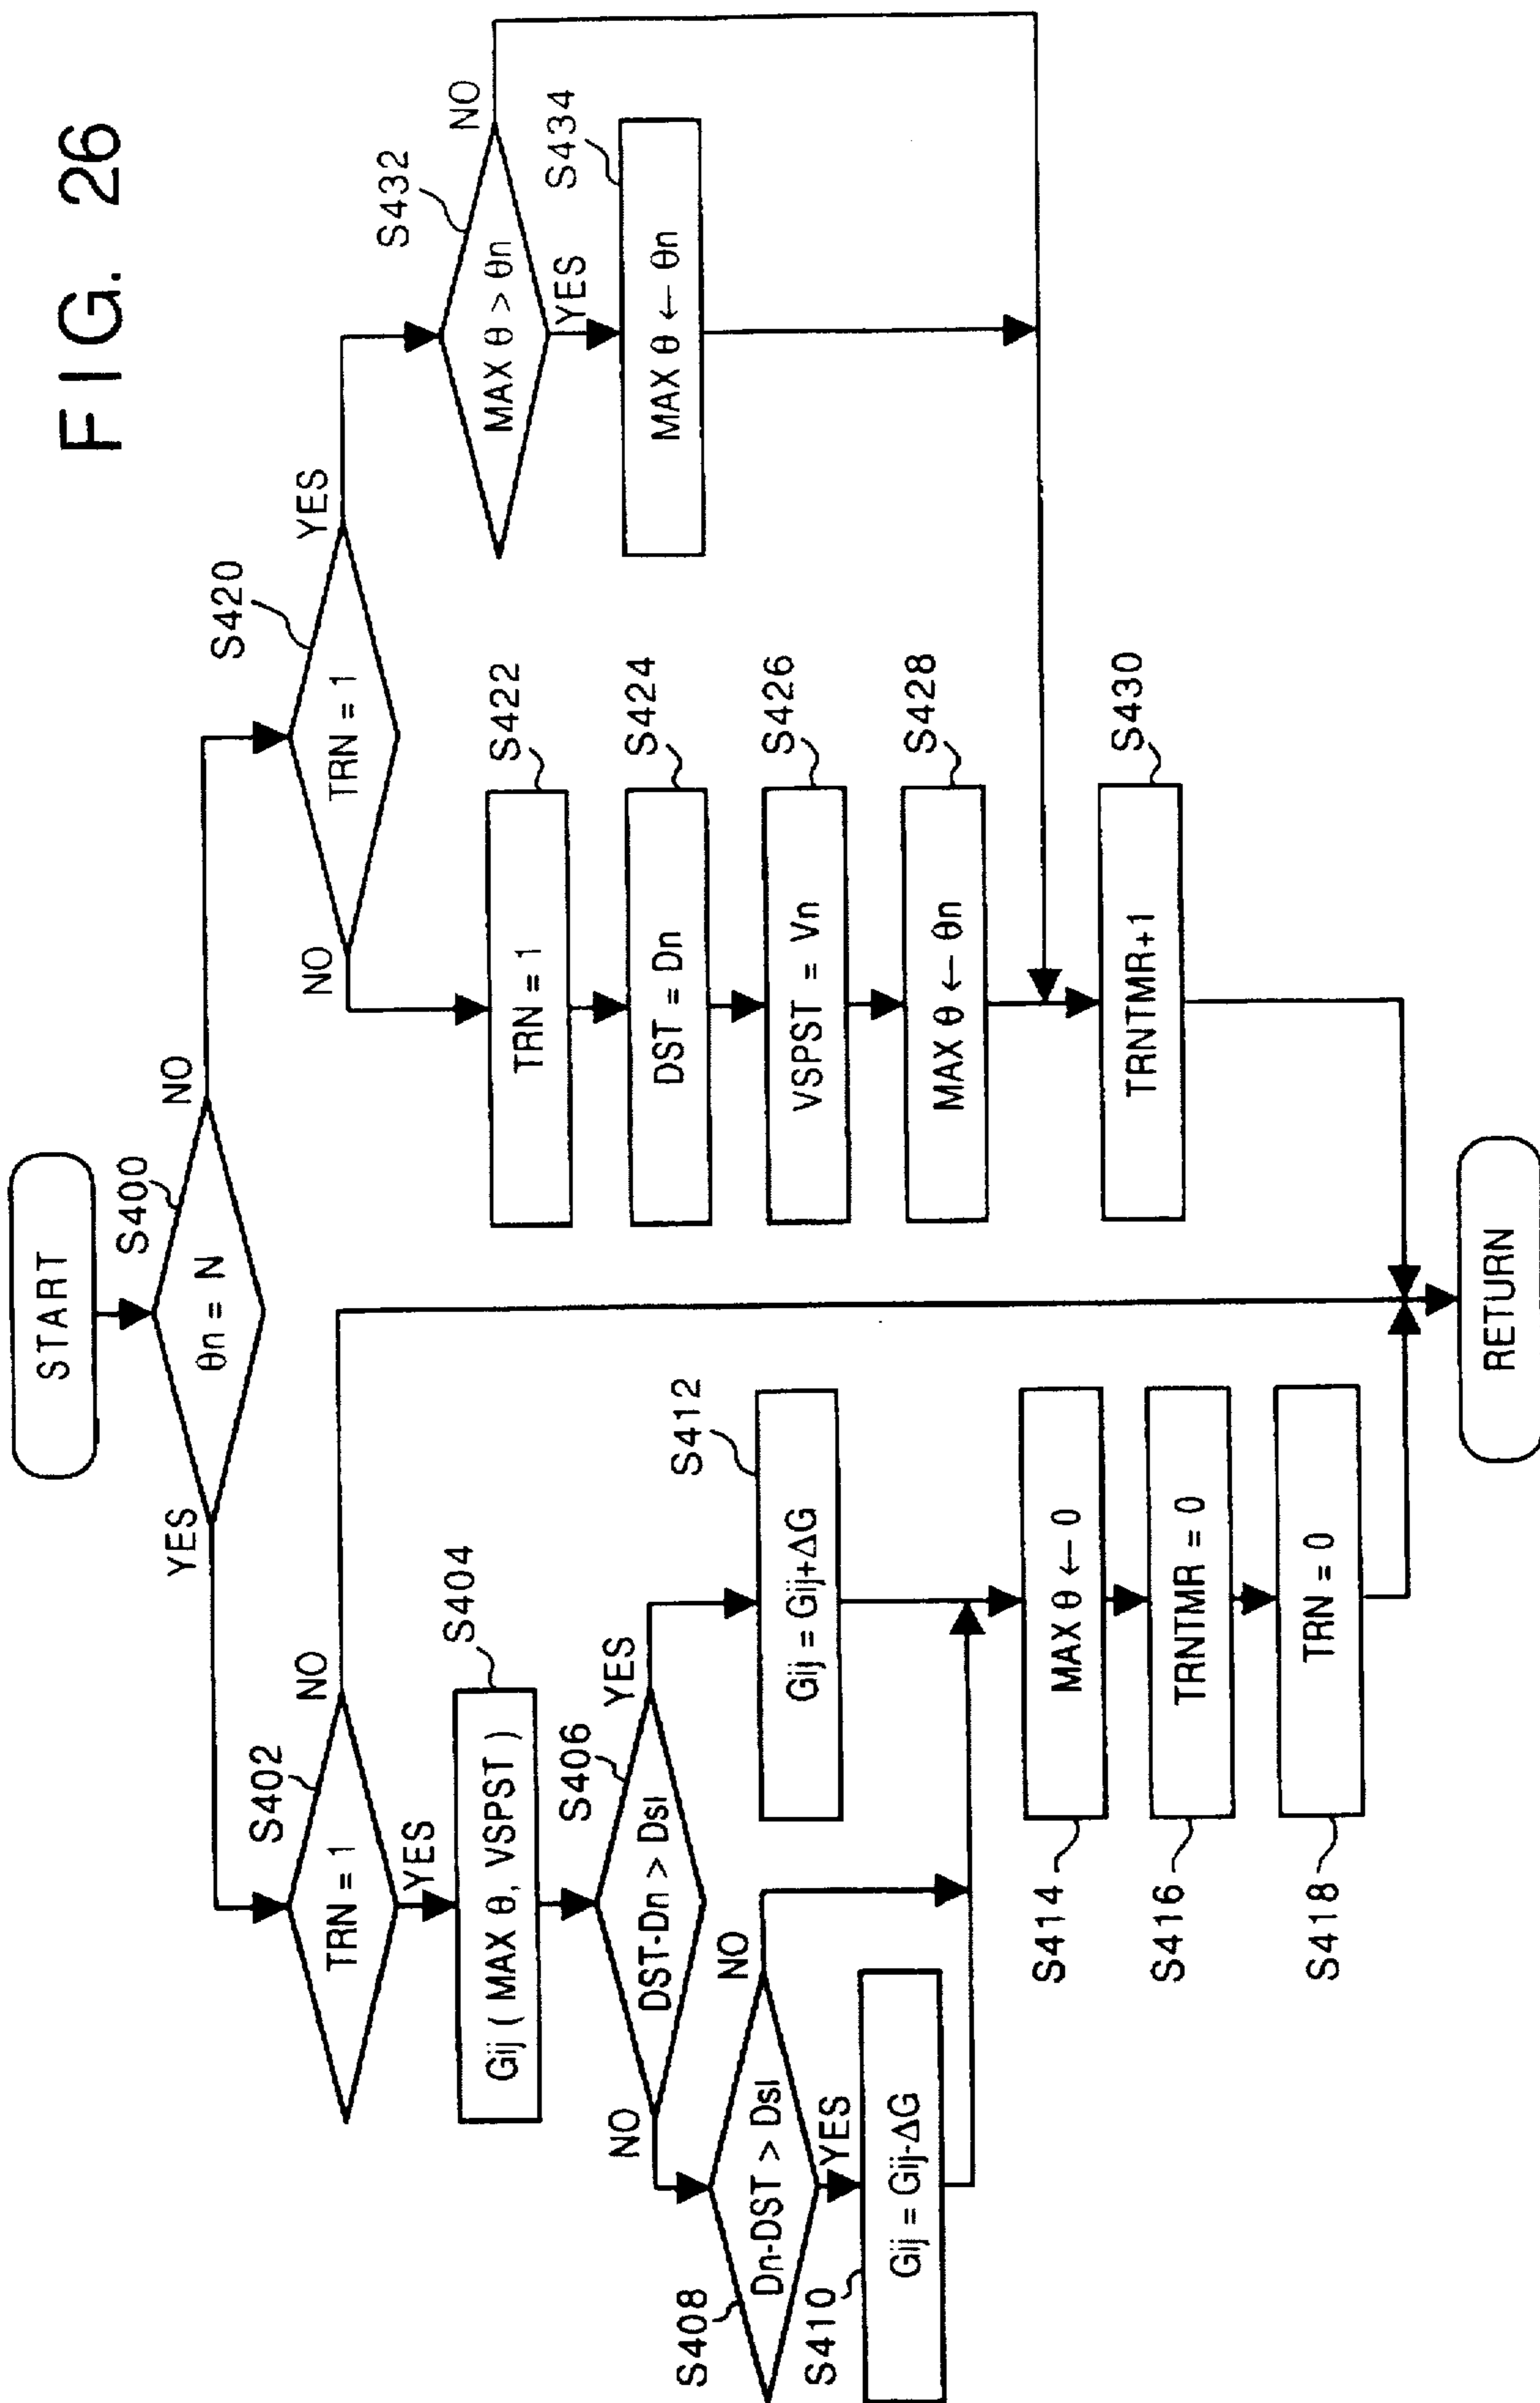 FIG. 26
START
S400
θn = N
YES
NO
S402
TRN = 1
NO
YES
S404
Gij ( MAX θ, VSPST )
S406
DST-Dn > Dsl
YES
NO
S408
Dn-DST > Dsl
NO
YES
S410
Gij = Gij-ΔG
S412
Gij = Gij+ΔG
S414
MAX θ ← 0
S416
TRNTMR = 0
S418
TRN = 0
S420
TRN = 1
YES
NO
S422
TRN = 1
S424
DST = Dn
S426
VSPST = Vn
S428
MAX θ ← θn
S430
TRNTMR+1
S432
MAX θ > θn
NO
YES
S434
MAX θ ← θn
RETURN